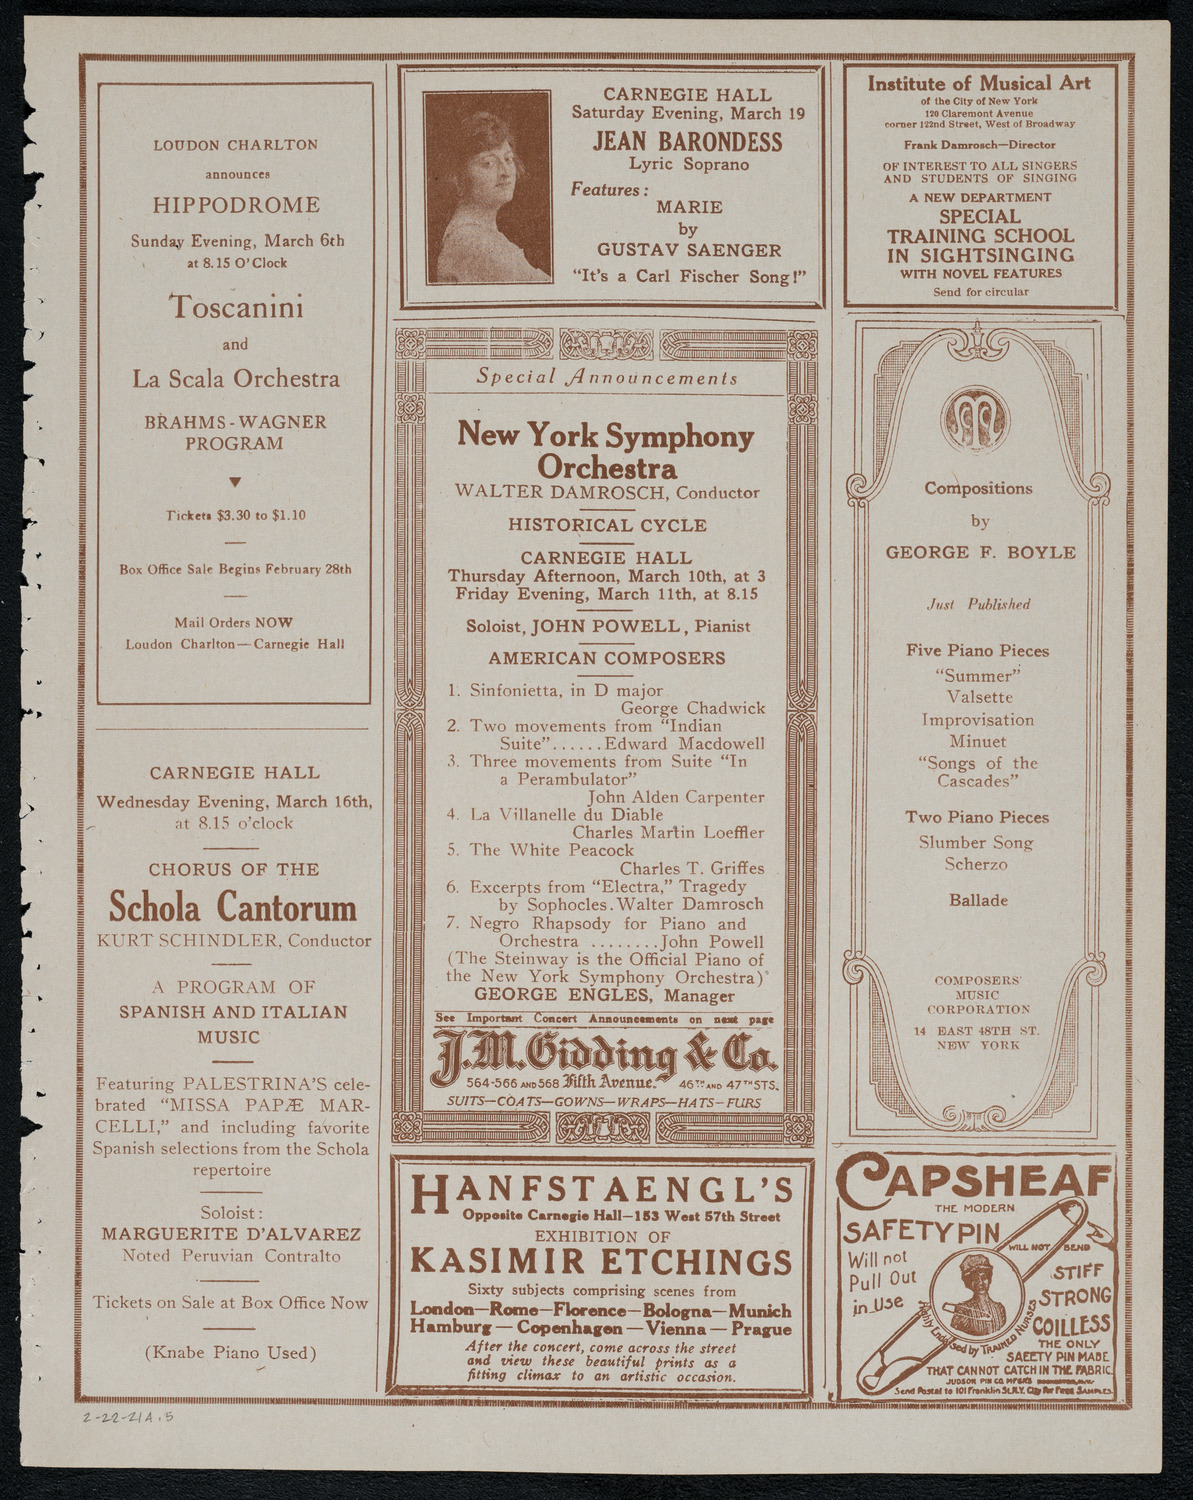 LOUDON CHARLTON
announces
HIPPODROME
Sunday Evening, March 6th
at 8.15 O'Clock
Toscanini
and
La Scala Orchestra
BRAHMS-WAGNER
PROGRAM
Tickets $3.30 to $1.10
Box Office Sale Begins February 28th
Mail Orders NOW
Loudon Charlton—Carnegie Hall
CARNEGIE HALL
Wednesday Evening, March 16th,
at 8.15 o'clock
CHORUS OF THE
Schola Cantorum
KURT SCHINDLER, Conductor
A PROGRAM OF
SPANISH AND ITALIAN
MUSIC
Featuring PALESTRINA'S cele-
brated "MISSA PAPÆ MAR-
CELLI," and including favorite
Spanish selections from the Schola
repertoire
Soloist:
MARGUERITE D'ALVAREZ
Noted Peruvian Contralto
Tickets on Sale at Box Office Now
(Knabe Piano Used)
2-22-21A.5
CARNEGIE HALL
Saturday Evening, March 19
JEAN BARONDESS
Lyric Soprano
Features:
MARIE
by
GUSTAV SAENGER
"It's a Carl Fischer Song!"
Special Announcements
New York Symphony
Orchestra
WALTER DAMROSCH, Conductor
HISTORICAL CYCLE
CARNEGIE HALL
Thursday Afternoon, March 10th, at 3
Friday Evening, March 11th, at 8.15
Soloist, JOHN POWELL, Pianist
AMERICAN COMPOSERS
1. Sinfonietta, in D major
George Chadwick
2. Two movements from "Indian
Suite"......Edward Macdowell
3. Three movements from Suite "In
a Perambulator"
John Alden Carpenter
4. La Villanelle du Diable
Charles Martin Loeffler
5. The White Peacock
Charles T. Griffes
6. Excerpts from "Electra," Tragedy
by Sophocles.Walter Damrosch
7. Negro Rhapsody for Piano and
Orchestra ........John Powell
(The Steinway is the Official Piano of
the New York Symphony Orchestra)
GEORGE ENGLES, Manager
See Important Concert Announcements on next page
J.M. Gidding & Co.
564-566 AND 568 Fifth Avenue. 46TH AND 47TH STS.
SUITS—COATS—GOWNS—WRAPS—HATS—FURS
HANFSTAENGL'S
Opposite Carnegie Hall—153 West 57th Street
EXHIBITION OF
KASIMIR ETCHINGS
Sixty subjects comprising scenes from
London—Rome—Florence—Bologna—Munich
Hamburg—Copenhagen—Vienna—Prague
After the concert, come across the street
and view these beautiful prints as a
fitting climax to an artistic occasion.
Institute of Musical Art
of the City of New York
120 Claremont Avenue
corner 122nd Street, West of Broadway
Frank Damrosch—Director
OF INTEREST TO ALL SINGERS
AND STUDENTS OF SINGING
A NEW DEPARTMENT
SPECIAL
TRAINING SCHOOL
IN SIGHTSINGING
WITH NOVEL FEATURES
Send for circular
Compositions
by
GEORGE F. BOYLE
Just Published
Five Piano Pieces
"Summer"
Valsette
Improvisation
Minuet
"Songs of the
Cascades"
Two Piano Pieces
Slumber Song
Scherzo
Ballade
COMPOSERS'
MUSIC
CORPORATION
14 EAST 48TH ST.
NEW YORK
CAPSHEAF
THE MODERN
SAFETY PIN
WILL NOT BEND
Will not
Pull Out
in Use
STIFF
STRONG
COILLESS
Highly Endorsed by TRAINED NURSES
THE ONLY
SAFETY PIN MADE
THAT CANNOT CATCH IN THE FABRIC.
JUDSON PIN CO. MFGRS
Send Postal to 101 Franklin St. N.Y. City for Free SAMPLES.